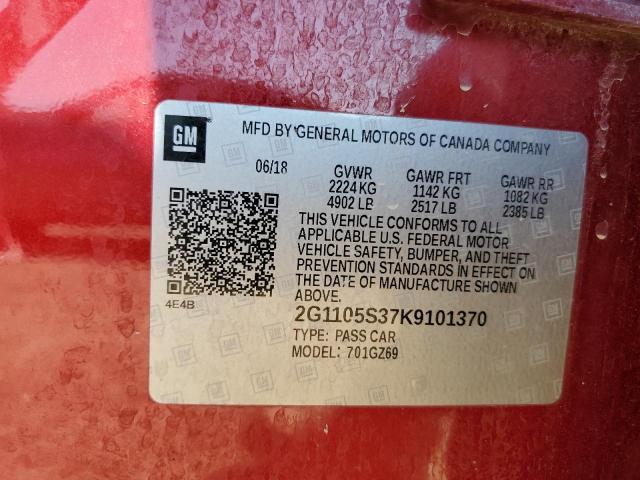 GM
MFD BY GENERAL MOTORS OF CANADA COMPANY
06/18 GVWR GAWR FRT GAWR RR
2224 KG 1142 KG 1082 KG
4902 LB 2517 LB 2385 LB
THIS VEHICLE CONFORMS TO ALL
APPLICABLE U.S. FEDERAL MOTOR
VEHICLE SAFETY, BUMPER, AND THEFT
PREVENTION STANDARDS IN EFFECT ON
THE DATE OF MANUFACTURE SHOWN
ABOVE.
4E4B
2G1105S37K9101370
TYPE: PASS CAR
MODEL: 701GZ69